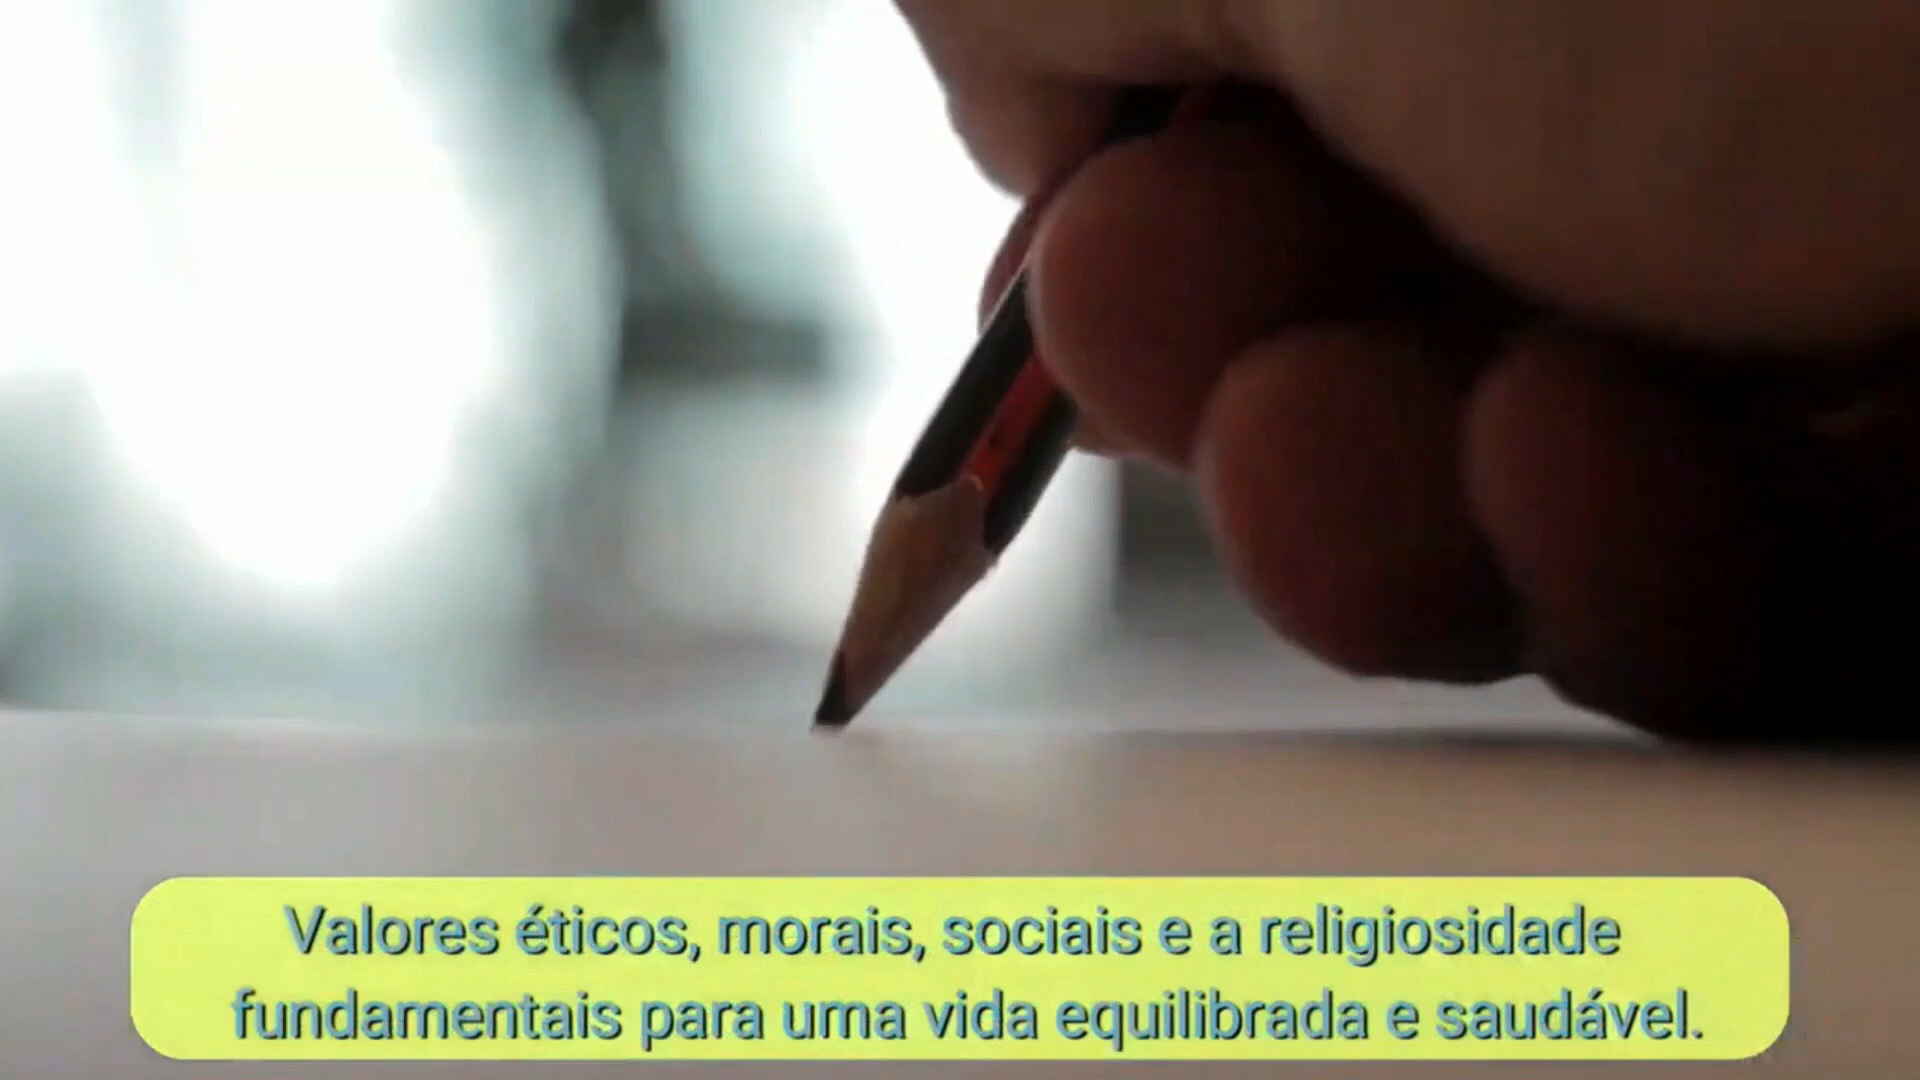 Valores éticos, morais, sociais e a religiosidade
fundamentais para uma vida equilibrada e saudável.